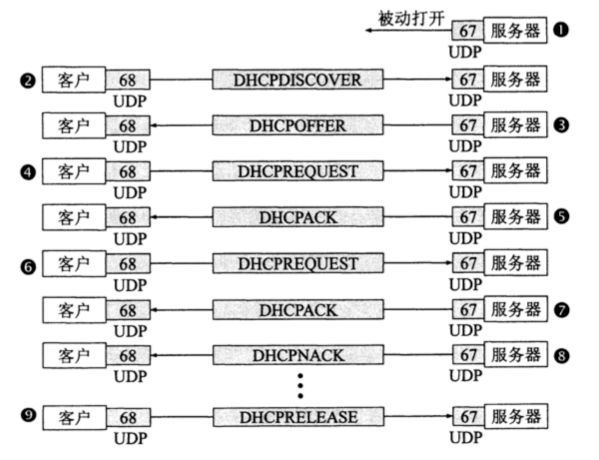 被动打开
67 服务器 ❶
UDP
❷ 客户 68 DHCPDISCOVER 67 服务器
UDP UDP
客户 68 DHCPOFFER 67 服务器 ❸
UDP UDP
❹ 客户 68 DHCPREQUEST 67 服务器
UDP UDP
客户 68 DHCPACK 67 服务器 ❺
UDP UDP
❻ 客户 68 DHCPREQUEST 67 服务器
UDP UDP
客户 68 DHCPACK 67 服务器 ❼
UDP UDP
客户 68 DHCPNACK 67 服务器 ❽
UDP UDP
❾ 客户 68 DHCPRELEASE 67 服务器
UDP UDP